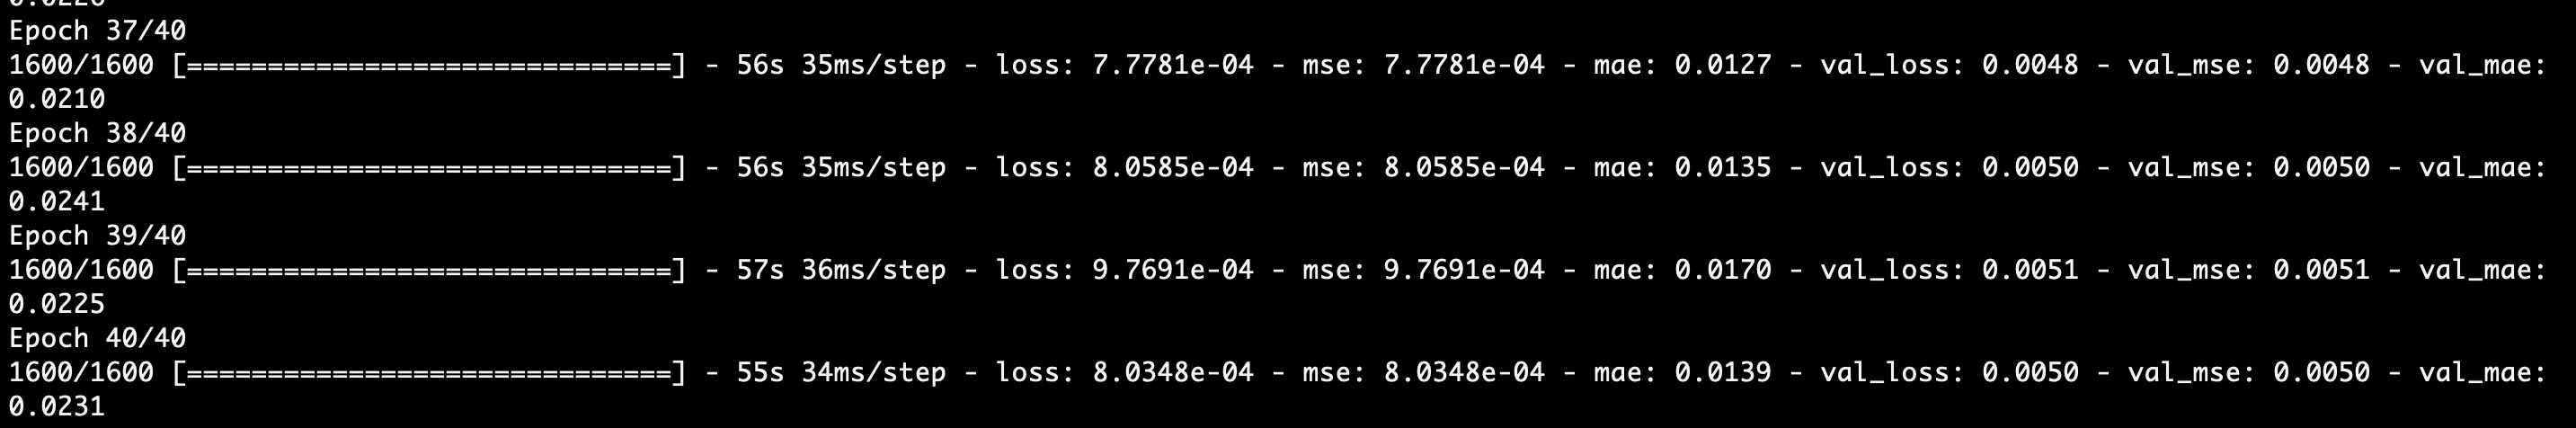 0.0226
Epoch 37/40
1600/1600 [==============================] - 56s 35ms/step - loss: 7.7781e-04 - mse: 7.7781e-04 - mae: 0.0127 - val_loss: 0.0048 - val_mse: 0.0048 - val_mae:
0.0210
Epoch 38/40
1600/1600 [==============================] - 56s 35ms/step - loss: 8.0585e-04 - mse: 8.0585e-04 - mae: 0.0135 - val_loss: 0.0050 - val_mse: 0.0050 - val_mae:
0.0241
Epoch 39/40
1600/1600 [==============================] - 57s 36ms/step - loss: 9.7691e-04 - mse: 9.7691e-04 - mae: 0.0170 - val_loss: 0.0051 - val_mse: 0.0051 - val_mae:
0.0225
Epoch 40/40
1600/1600 [==============================] - 55s 34ms/step - loss: 8.0348e-04 - mse: 8.0348e-04 - mae: 0.0139 - val_loss: 0.0050 - val_mse: 0.0050 - val_mae:
0.0231